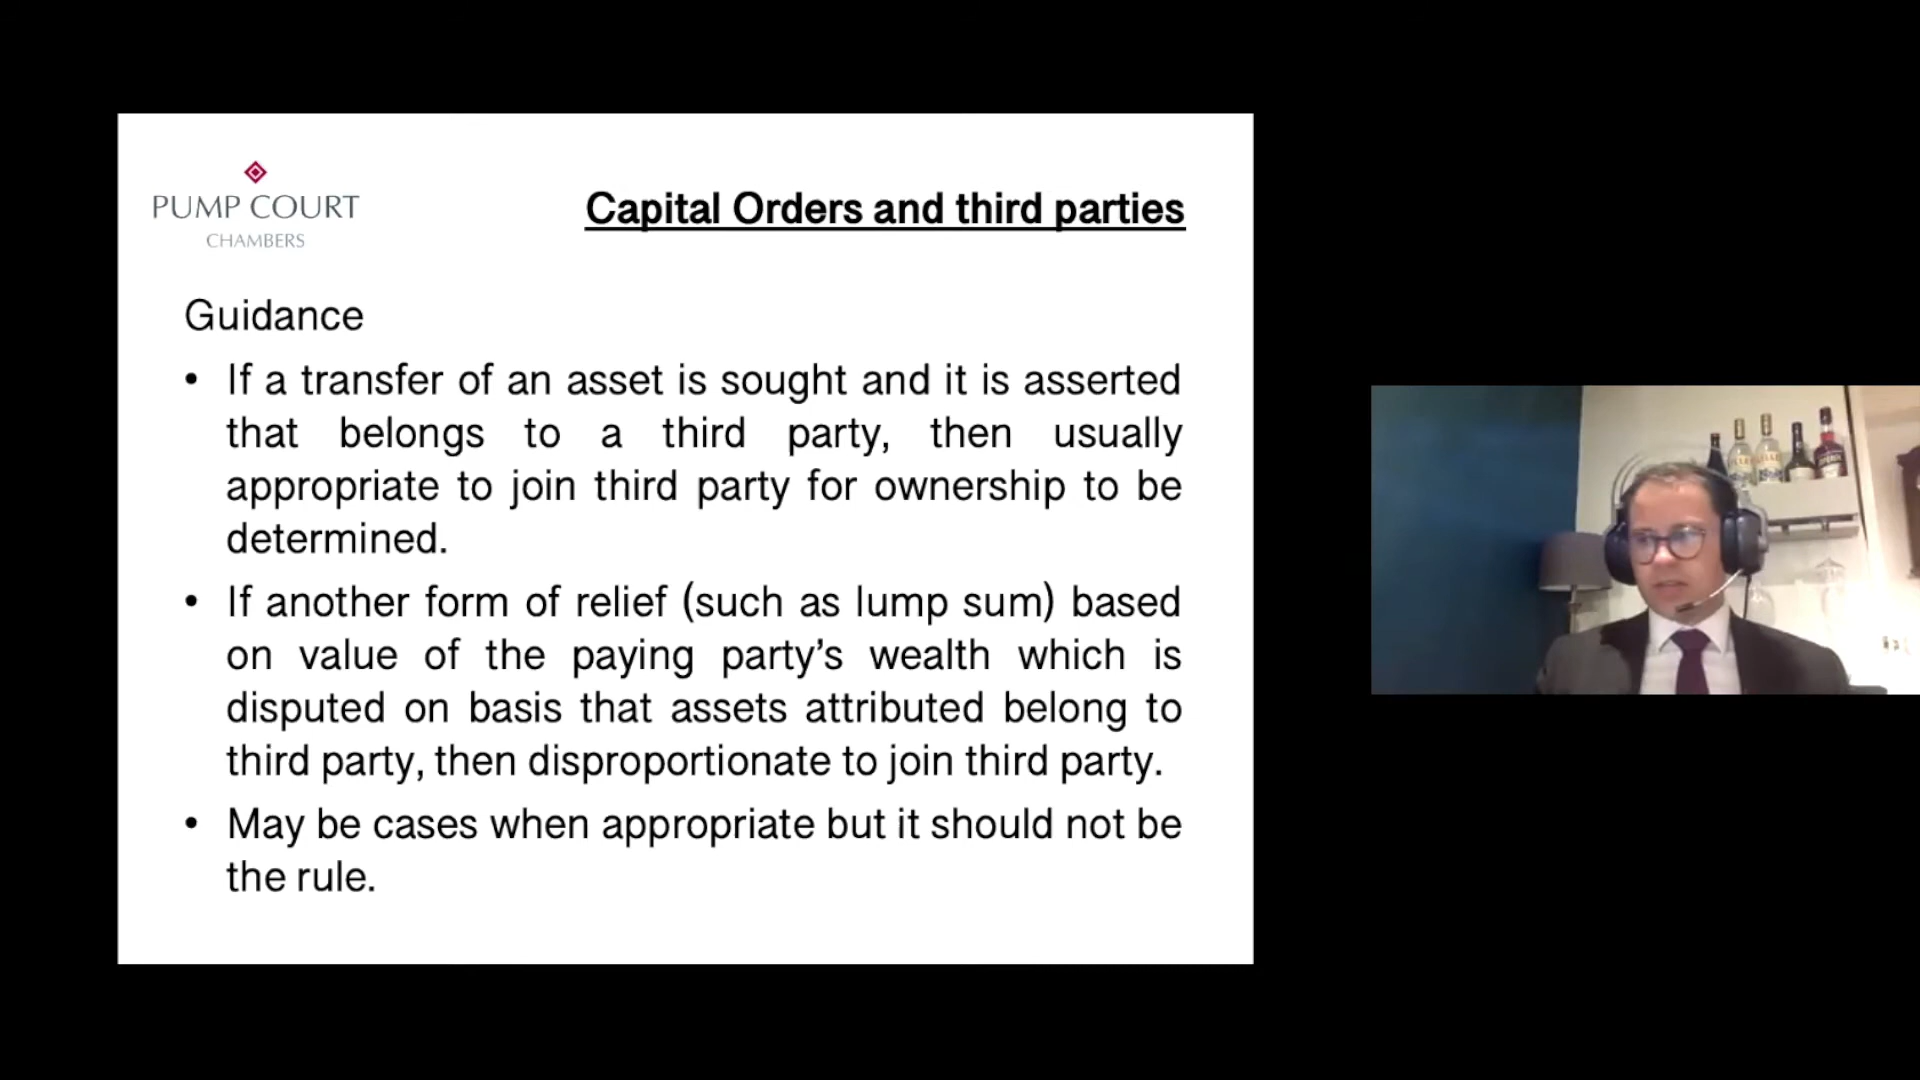 PUMP COURT
CHAMBERS
Capital Orders and third parties
Guidance
• If a transfer of an asset is sought and it is asserted
that belongs to a third party, then usually
appropriate to join third party for ownership to be
determined.
• If another form of relief (such as lump sum) based
on value of the paying party's wealth which is
disputed on basis that assets attributed belong to
third party, then disproportionate to join third party.
• May be cases when appropriate but it should not be
the rule.